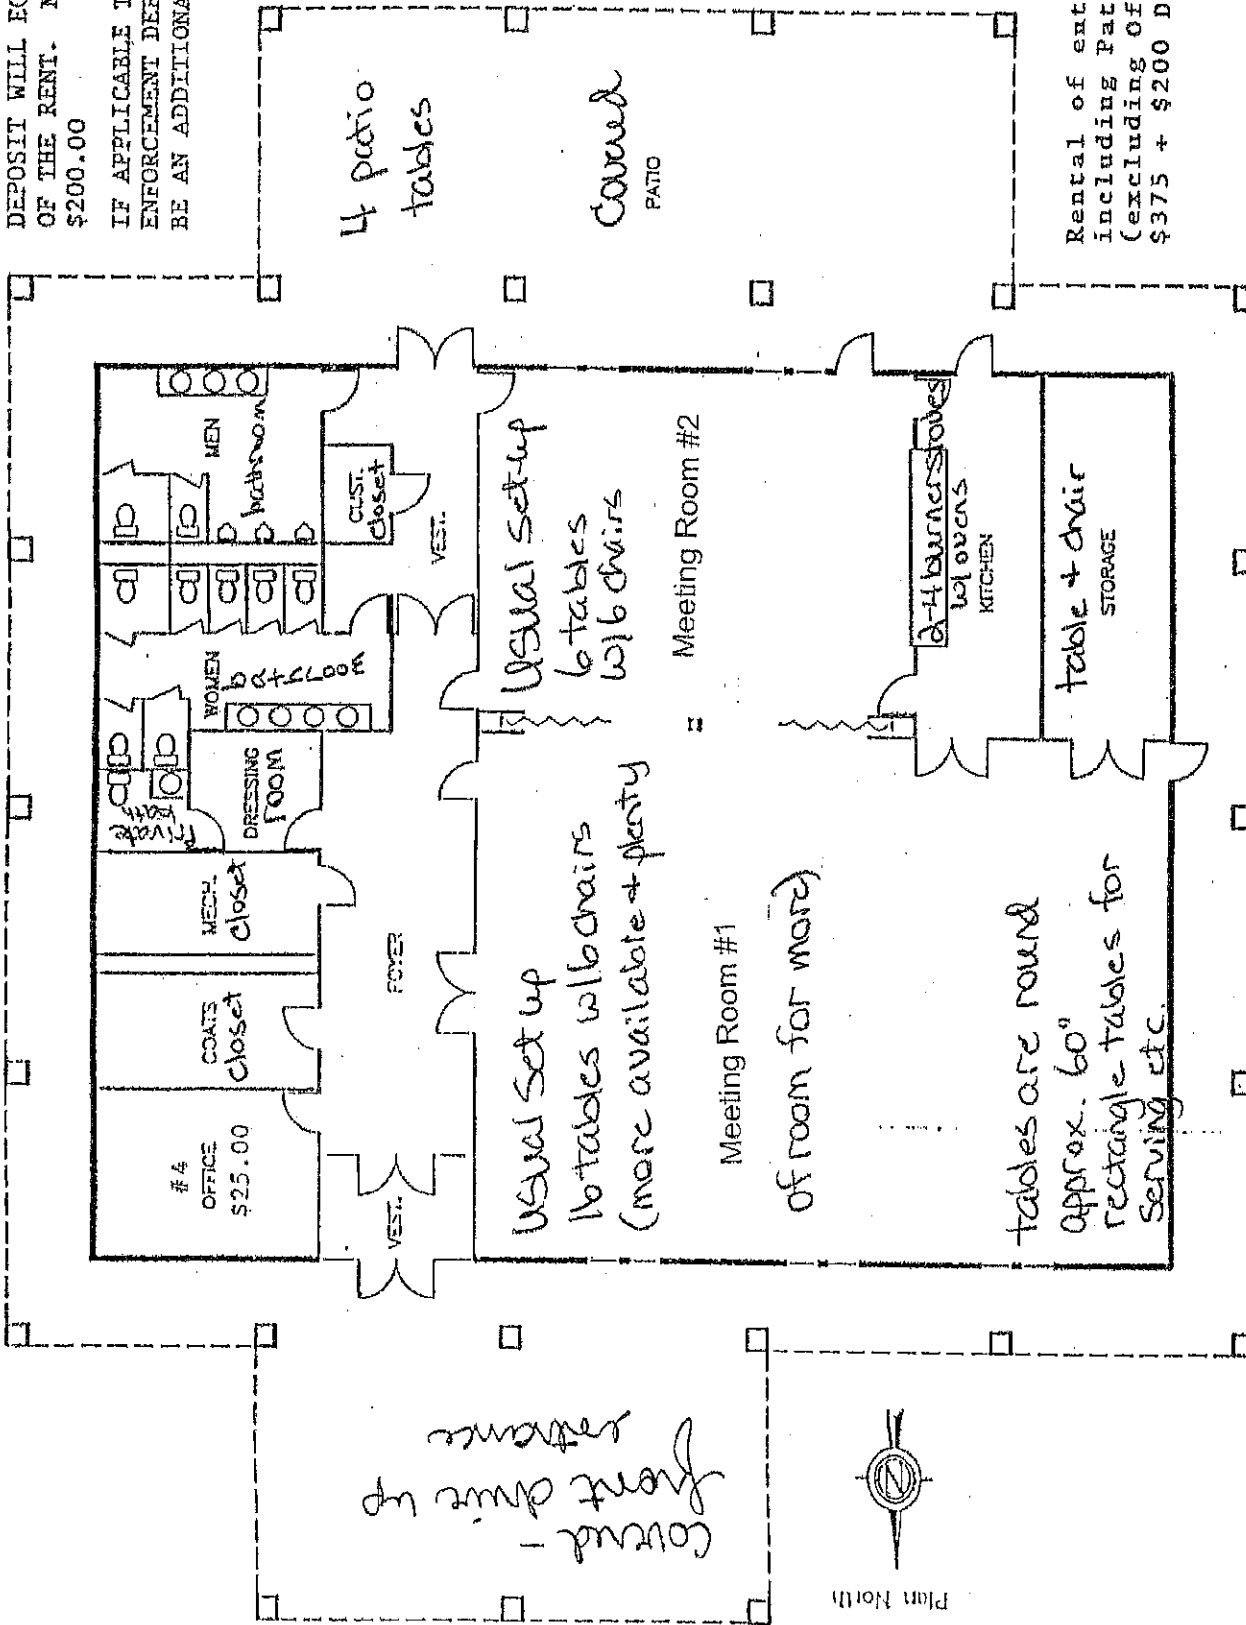 DEPOSIT WILL
OF THE RENT.
$200.00
IF APPLICABLE
ENFORCEMENT
BE AN ADDITIONA
4 patio
tables
Covered
PATIO
Rental of ent
including Pat
(excluding Of
$375 + $200 D
MEN
bathroom
CUST.
closet
VEST.
WOMEN
bathroom
Private
bath
DRESSING
room
MECH.
closet
COATS
closet
#4
OFFICE
$25.00
FOYER
VEST.
Usual Set-up
6 tables
w/6 chairs
Meeting Room #2
2-4 burner stoves
w/ovens
KITCHEN
table + chair
STORAGE
Usual Set up
16 tables w/6 chairs
(more available + plenty
Meeting Room #1
of room for more)
tables are round
approx. 60"
rectangle tables for
Serving etc.
Covered -
front drive up
entrance
N
Plan North